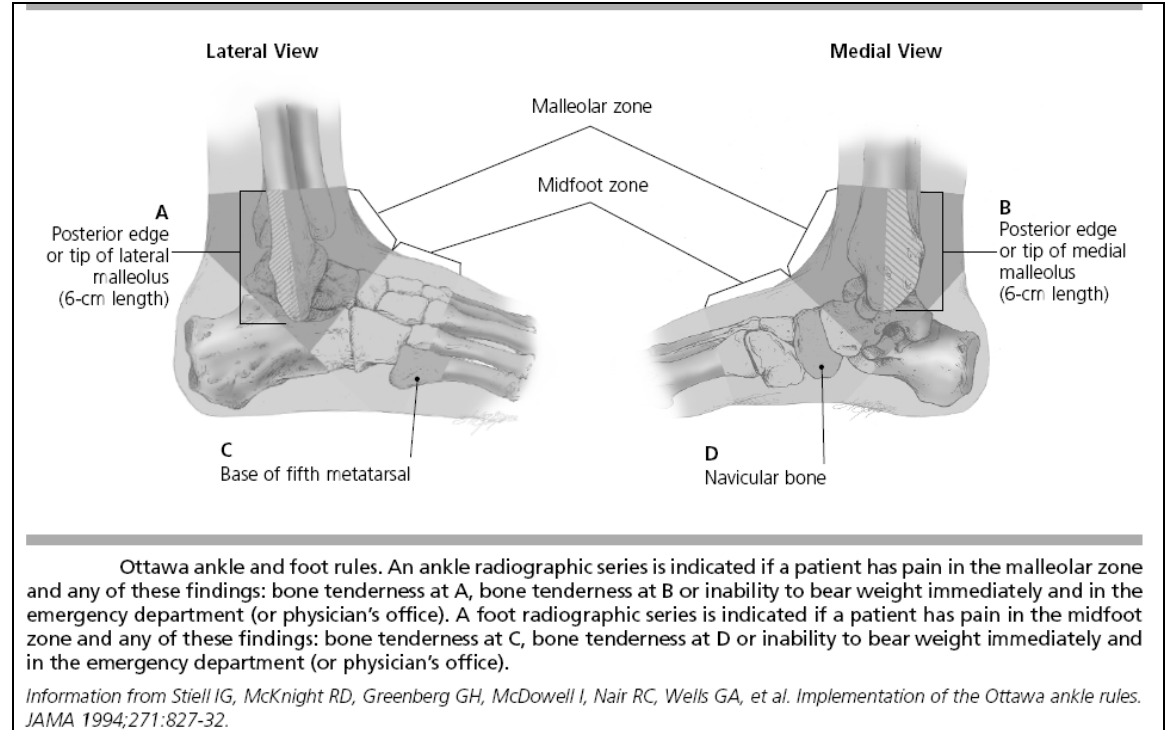 Lateral View
Medial View
Malleolar zone
Midfoot zone
A
Posterior edge
or tip of lateral
malleolus
(6-cm length)
B
Posterior edge
or tip of medial
malleolus
(6-cm length)
C
Base of fifth metatarsal
D
Navicular bone
Ottawa ankle and foot rules. An ankle radiographic series is indicated if a patient has pain in the malleolar zone
and any of these findings: bone tenderness at A, bone tenderness at B or inability to bear weight immediately and in the
emergency department (or physician's office). A foot radiographic series is indicated if a patient has pain in the midfoot
zone and any of these findings: bone tenderness at C, bone tenderness at D or inability to bear weight immediately and
in the emergency department (or physician's office).
Information from Stiell IG, McKnight RD, Greenberg GH, McDowell I, Nair RC, Wells GA, et al. Implementation of the Ottawa ankle rules.
JAMA 1994;271:827-32.